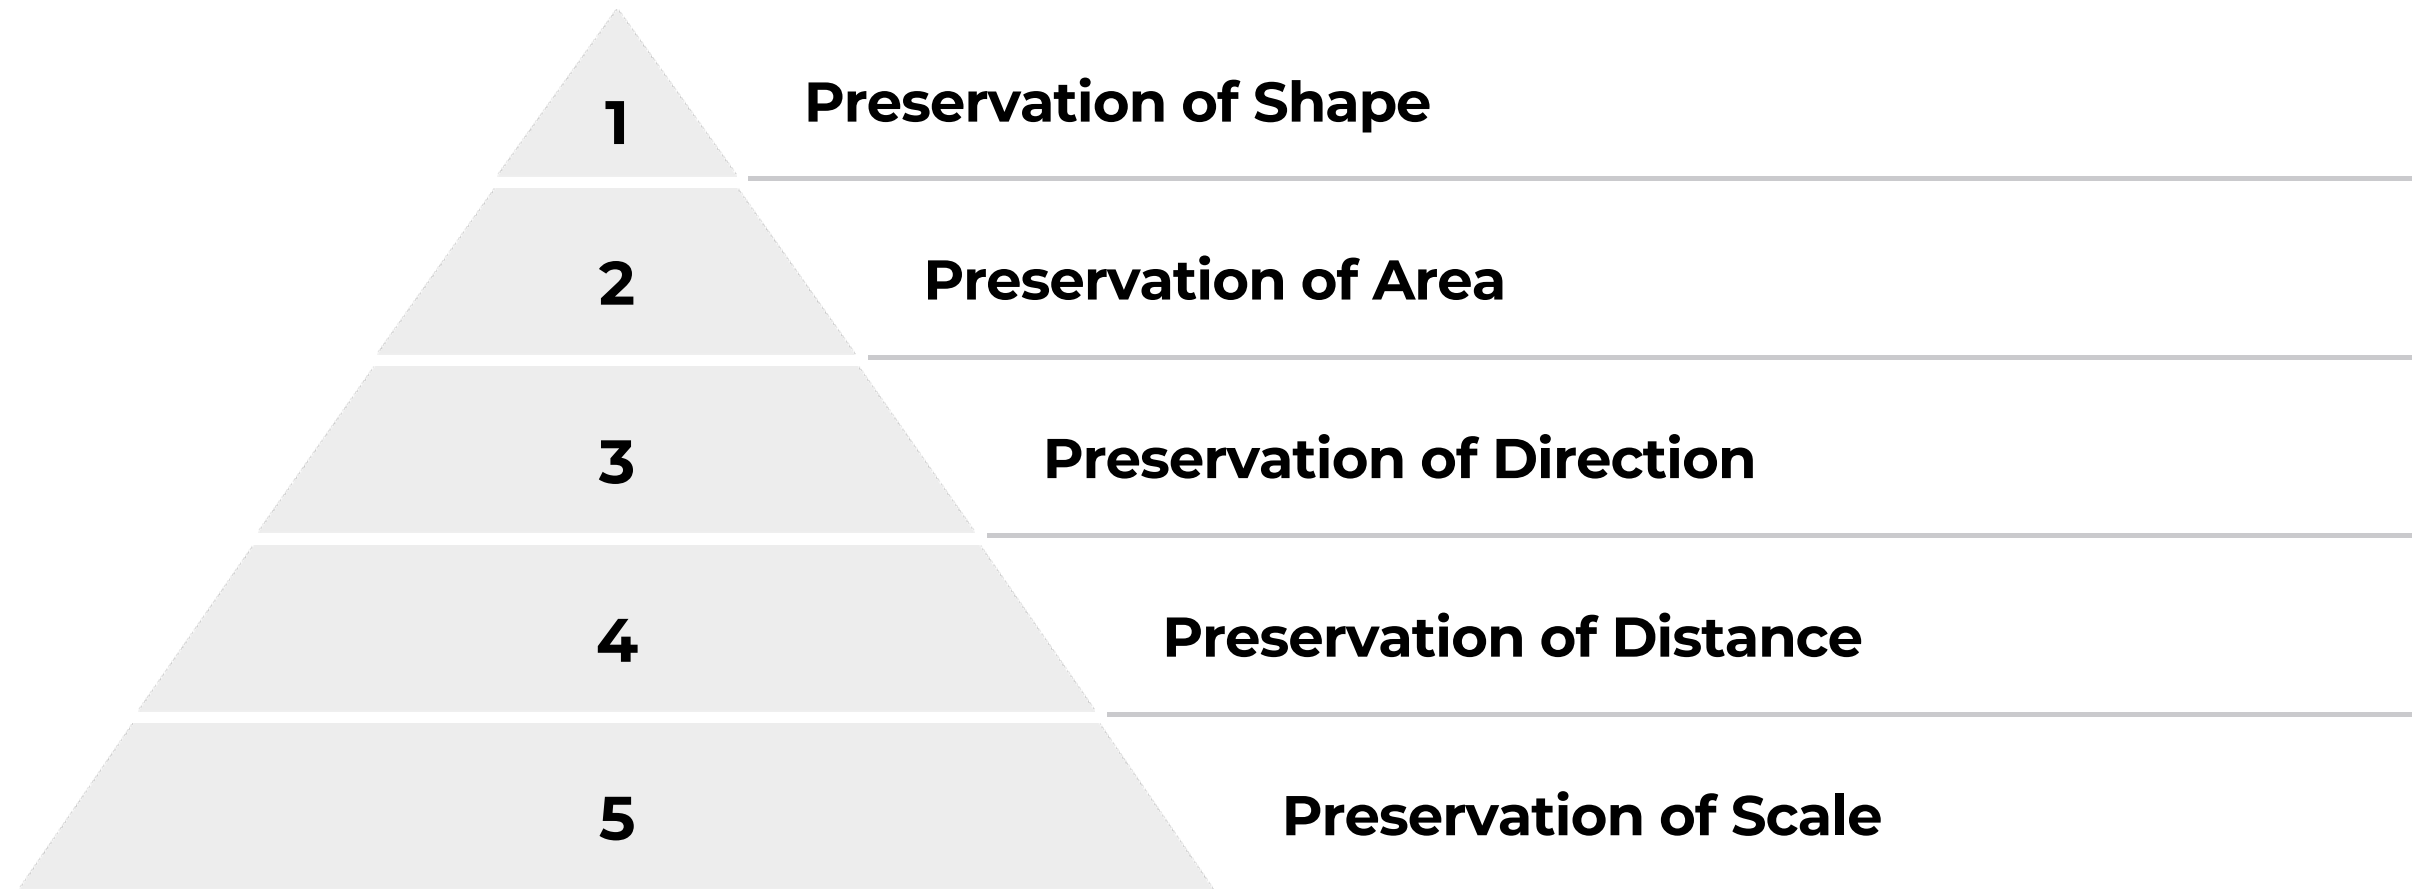 1
Preservation of Shape
2
Preservation of Area
3
Preservation of Direction
4
Preservation of Distance
5
Preservation of Scale